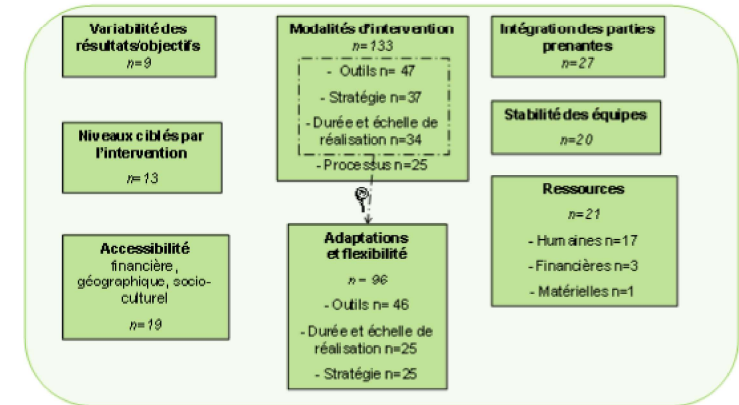 Variabilité des
résultats/objectifs
n=9
Niveaux ciblés par
l'intervention
n=13
Accessibilité
financière,
géographique, socio-
culturel
n=19
Modalités d'intervention
n=133
- Outils n= 47
- Stratégie n=37
- Durée et échelle de
réalisation n=34
- Processus n=25
Adaptations
et flexibilité
n= 96
- Outils n= 46
- Durée et échelle de
réalisation n=25
- Stratégie n=25
Intégration des parties
prenantes
n=27
Stabilité des équipes
n=20
Ressources
n=21
- Humaines n=17
- Financières n=3
- Matérielles n=1